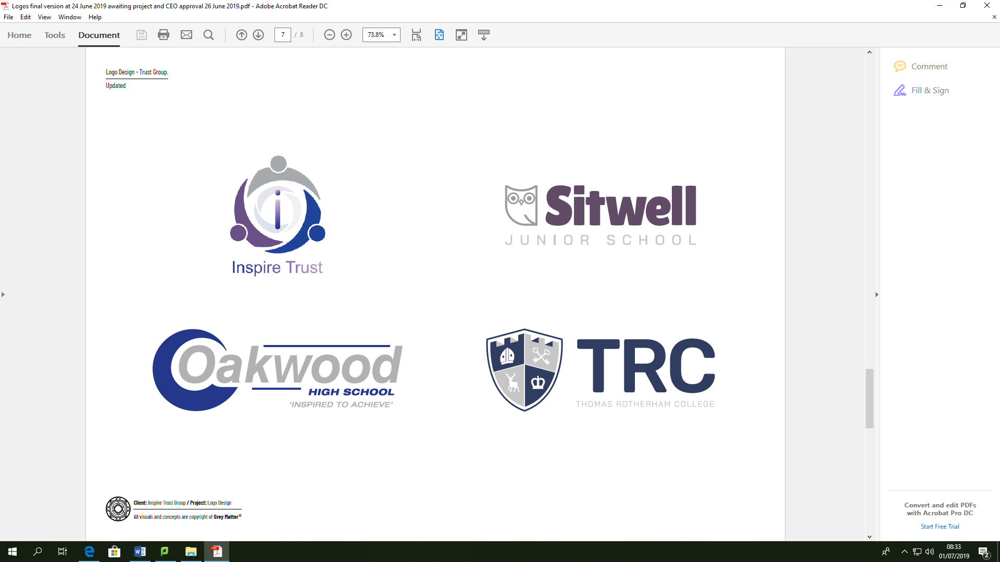 Logos final version at 24 June 2019 awaiting project and CEO approval 26 June 2019.pdf - Adobe Acrobat Reader DC
File Edit View Window Help
Home Tools Document 7 / 8 73.8%
Logo Design - Trust Group.
Updated
Comment
Fill & Sign
i
Inspire Trust
Sitwell
JUNIOR SCHOOL
Oakwood
HIGH SCHOOL
‘INSPIRED TO ACHIEVE’
TRC
THOMAS ROTHERHAM COLLEGE
Client: Inspire Trust Group / Project: Logo Design
All visuals and concepts are copyright of Grey Matter®
Convert and edit PDFs
with Acrobat Pro DC
Start Free Trial
08:33
01/07/2019
2